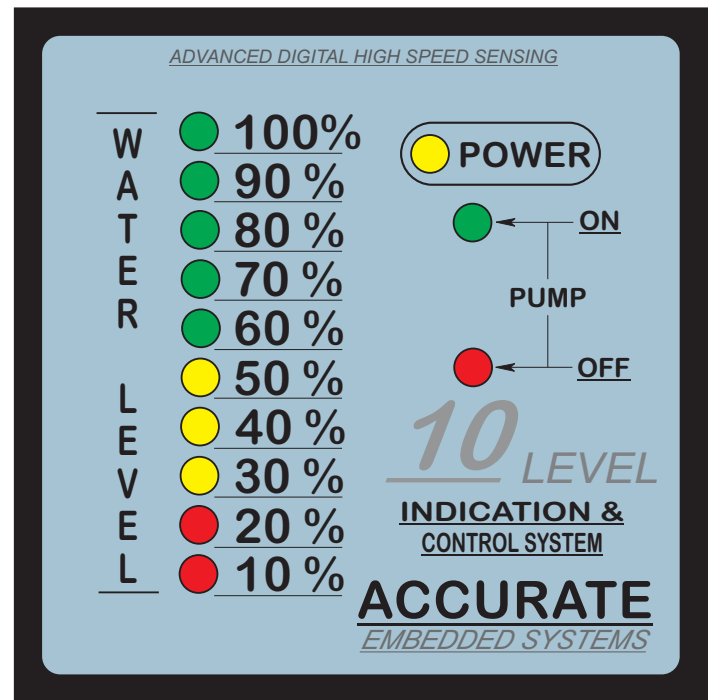 ADVANCED DIGITAL HIGH SPEED SENSING
WATER LEVEL
100%
90 %
80 %
70 %
60 %
50 %
40 %
30 %
20 %
10 %
POWER
ON
PUMP
OFF
10 LEVEL
INDICATION &
CONTROL SYSTEM
ACCURATE
EMBEDDED SYSTEMS